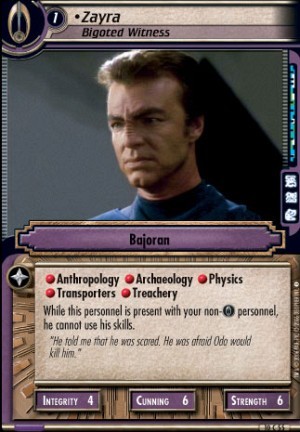 1
•Zayra
Bigoted Witness
Bajoran
•Anthropology •Archaeology •Physics
•Transporters •Treachery
While this personnel is present with your non- personnel,
he cannot use his skills.
"He told me that he was scared. He was afraid Odo would
kill him."
INTEGRITY 4 CUNNING 6 STRENGTH 6
10 C 55